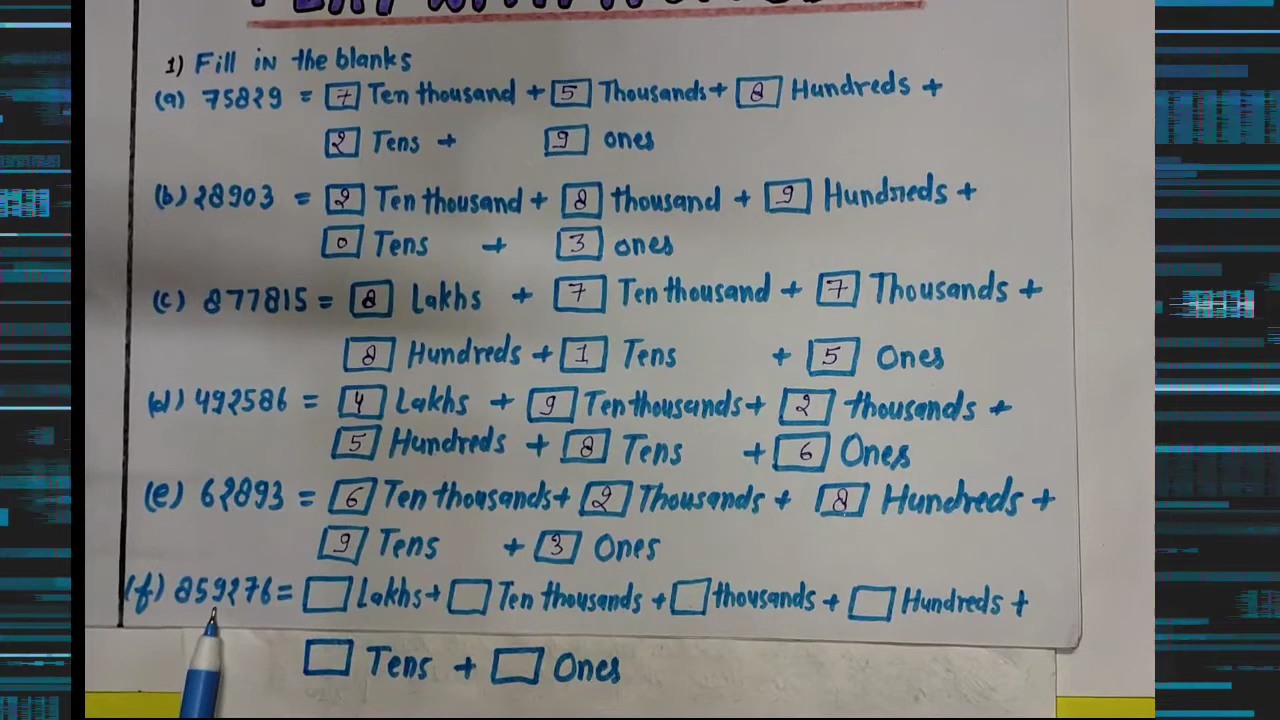 1) Fill in the blanks
(a) 75829 = 7 Ten thousand + 5 Thousands + 8 Hundreds +
2 Tens + 9 ones
(b) 28903 = 2 Ten thousand + 8 thousand + 9 Hundreds +
0 Tens + 3 ones
(c) 877815 = 8 Lakhs + 7 Ten thousand + 7 Thousands +
8 Hundreds + 1 Tens + 5 Ones
(d) 492586 = 4 Lakhs + 9 Ten thousands + 2 thousands +
5 Hundreds + 8 Tens + 6 Ones
(e) 62893 = 6 Ten thousands + 2 Thousands + 8 Hundreds +
9 Tens + 3 Ones
(f) 859276 = Lakhs + Ten thousands + thousands + Hundreds +
Tens + Ones